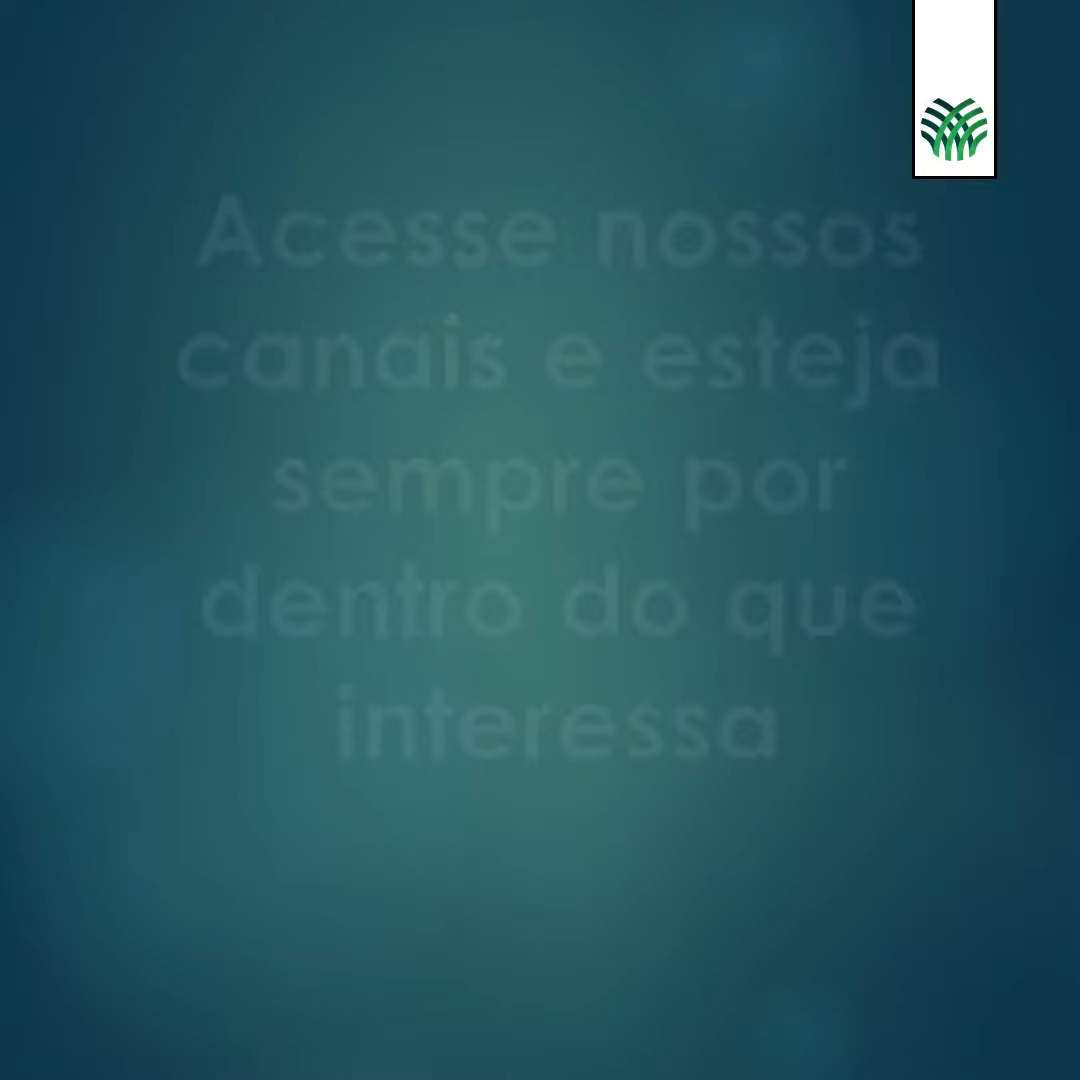 Acesse nossos
canais e esteja
sempre por
dentro do que
interessa